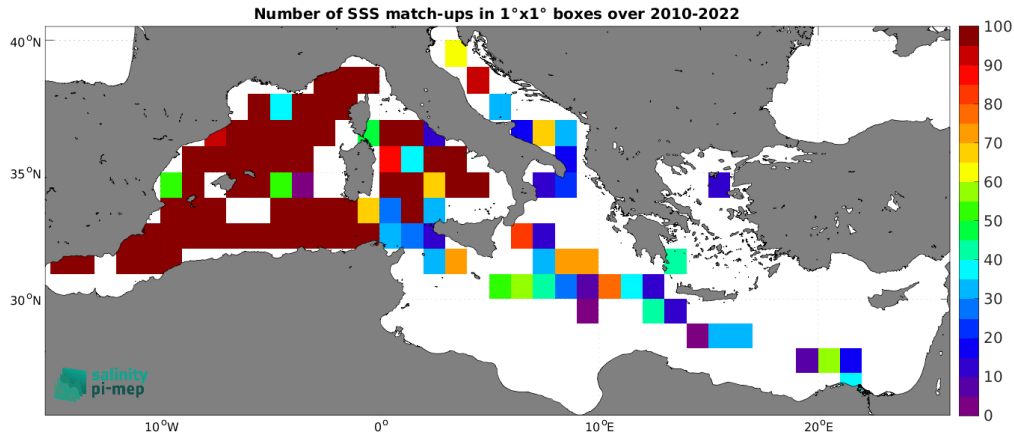 Number of SSS match-ups in 1°x1° boxes over 2010-2022
40°N
35°N
30°N
10°W
0°
10°E
20°E
100
90
80
70
60
50
40
30
20
10
0
salinity
pi-mep